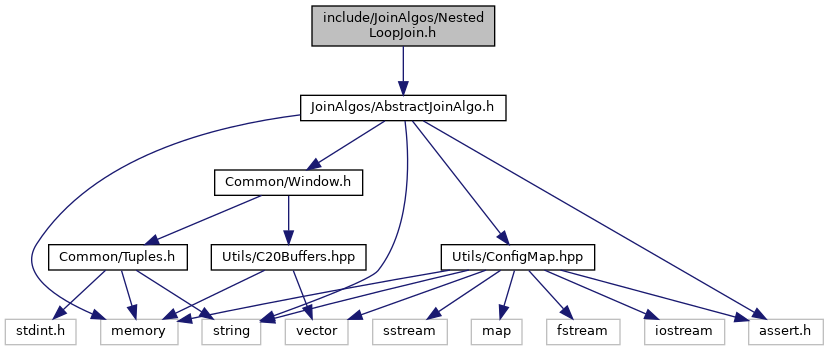 include/JoinAlgos/Nested
LoopJoin.h
JoinAlgos/AbstractJoinAlgo.h
Common/Window.h
Common/Tuples.h
Utils/C20Buffers.hpp
Utils/ConfigMap.hpp
stdint.h
memory
string
vector
sstream
map
fstream
iostream
assert.h